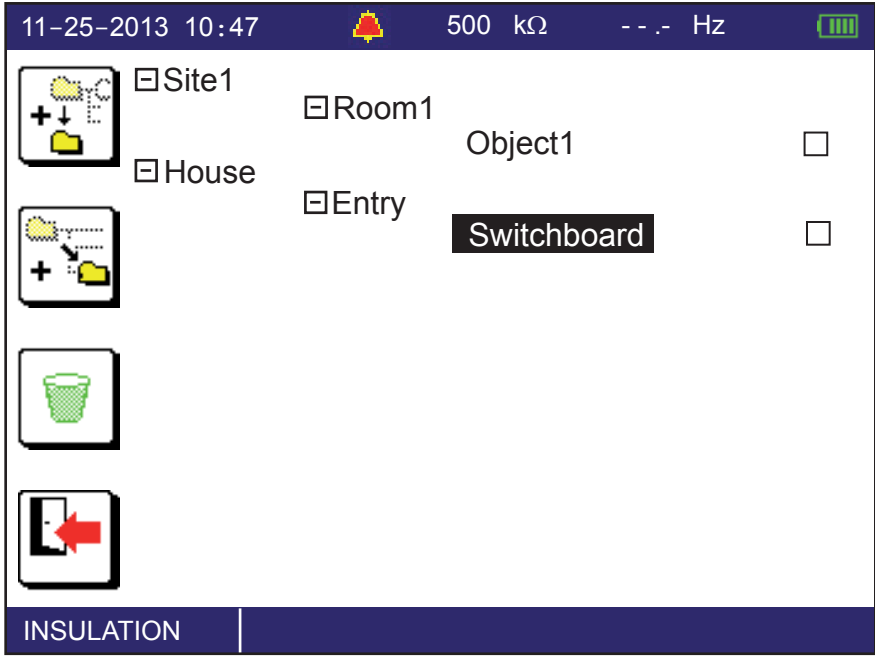 11-25-2013 10:47 500 kΩ - - .- Hz
Site1
Room1
Object1
House
Entry
Switchboard
INSULATION